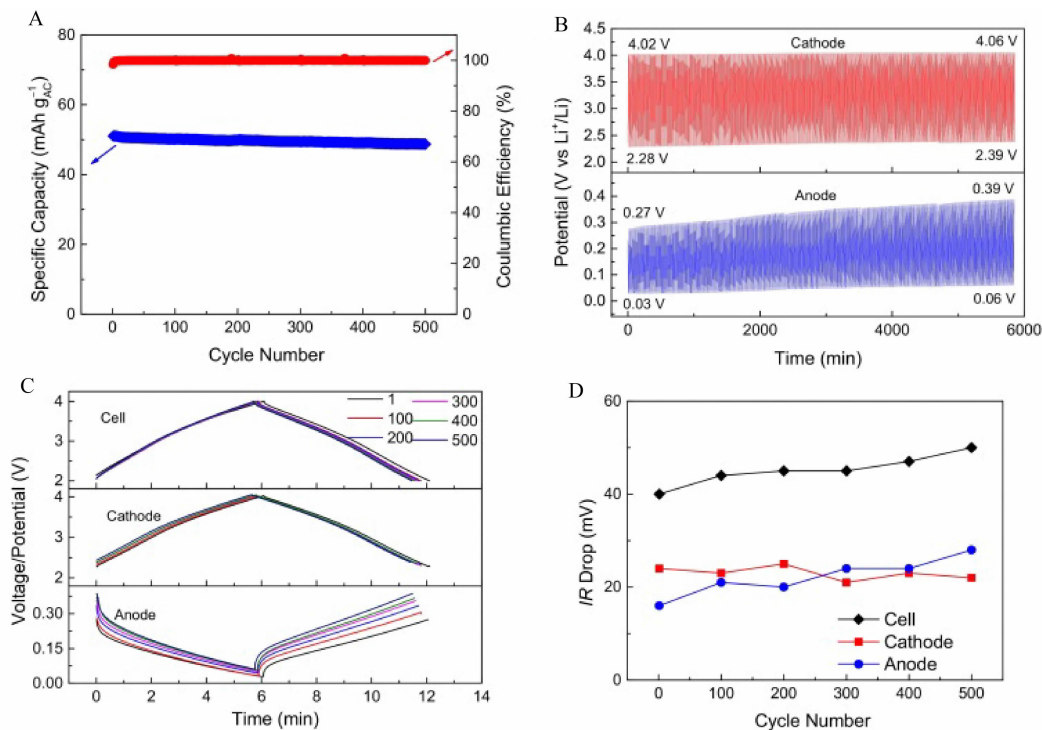 A
80
60
40
20
0
Specific Capacity (mAh g⁻¹AC)
0 100 200 300 400 500
Cycle Number
100
80
60
40
20
0
Coulumbic Efficiency (%)
B
4.5
4.0
3.5
3.0
2.5
2.0
4.02 V Cathode 4.06 V
2.28 V 2.39 V
0.4
0.3
0.2
0.1
0.0
Anode
0.27 V 0.39 V
0.03 V 0.06 V
Potential (V vs Li⁺/Li)
0 2000 4000 6000
Time (min)
C
4
3
2
Cell
1 300
100 400
200 500
4
3
2
Cathode
0.30
0.15
0.00
Anode
Voltage/Potential (V)
0 2 4 6 8 10 12 14
Time (min)
D
60
40
20
0
IR Drop (mV)
Cell
Cathode
Anode
0 100 200 300 400 500
Cycle Number